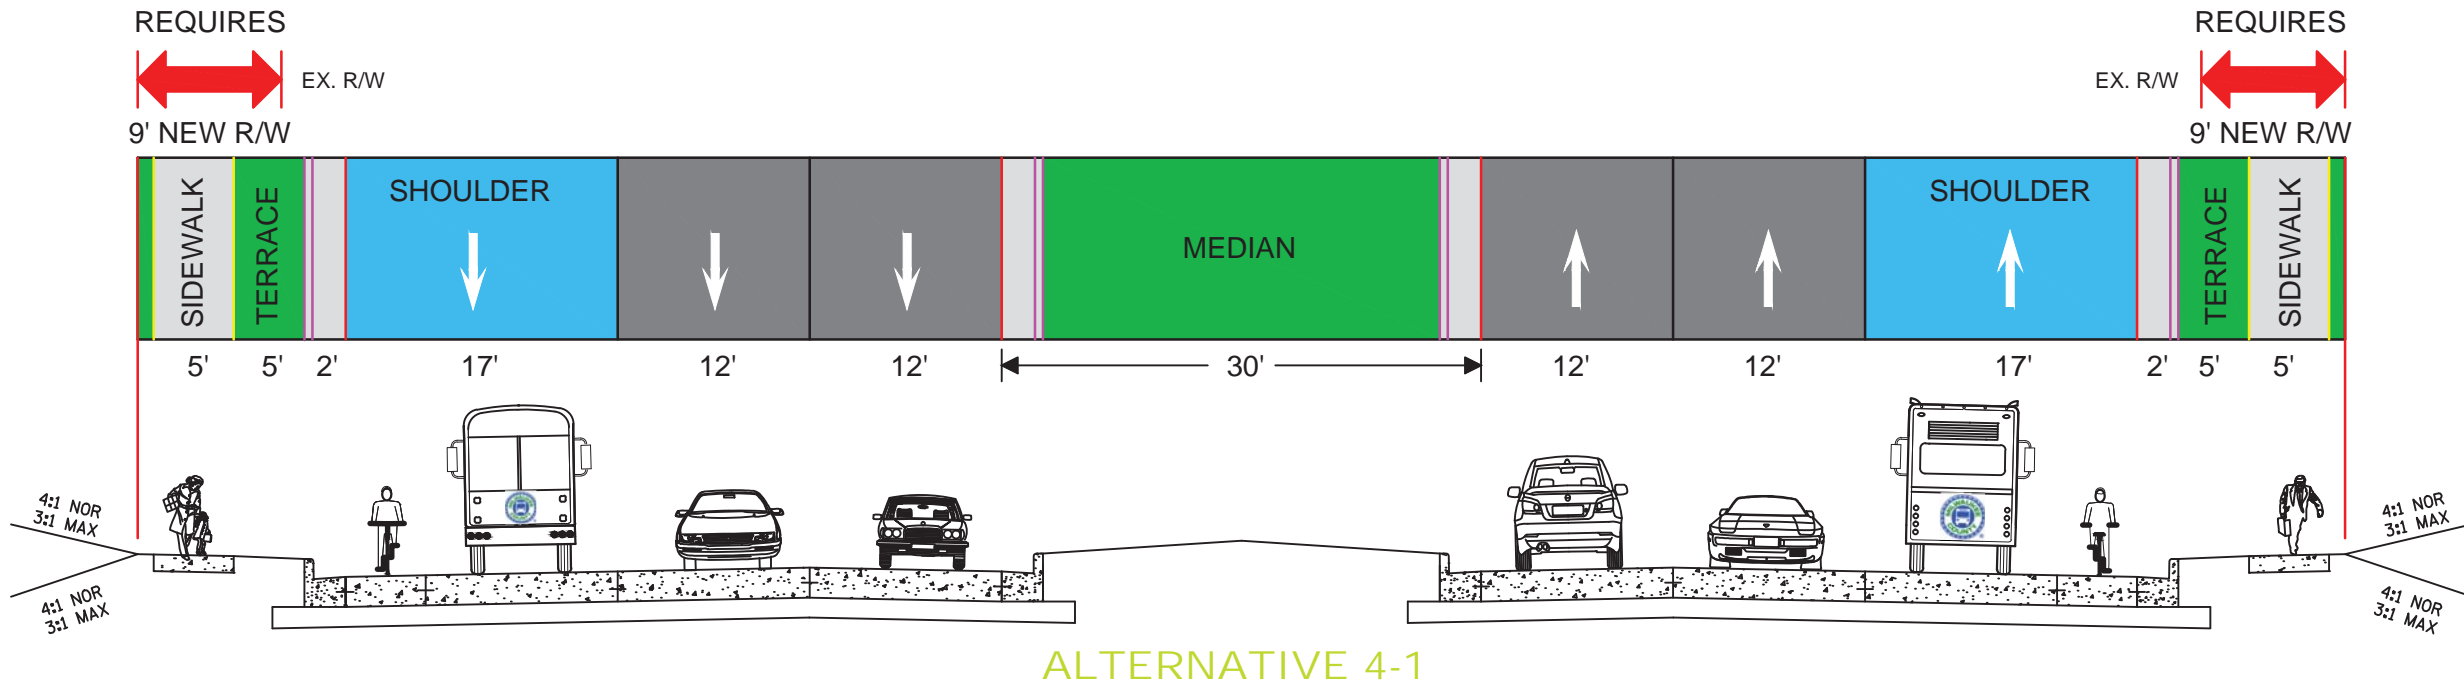 REQUIRES
REQUIRES
EX. R/W
EX. R/W
9' NEW R/W
9' NEW R/W
SIDEWALK
TERRACE
SHOULDER
MEDIAN
SHOULDER
TERRACE
SIDEWALK
5' 5' 2' 17' 12' 12' 30' 12' 12' 17' 2' 5' 5'
4:1 NOR
3:1 MAX
4:1 NOR
3:1 MAX
4:1 NOR
3:1 MAX
4:1 NOR
3:1 MAX
ALTERNATIVE 4-1